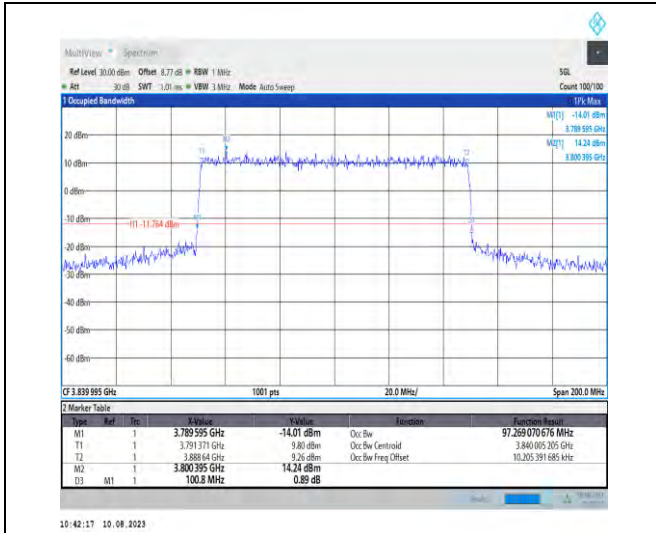 MultiView Spectrum
Ref Level 30.00 dBm Offset 8.77 dB RBW 1 MHz SGL
Att 30 dB SWT 1.01 ms VBW 3 MHz Mode Auto Sweep Count 100/100
1 Occupied Bandwidth 1Pk Max
M1[1] -14.01 dBm
3.789 595 GHz
M2[1] 14.24 dBm
3.800 395 GHz
20 dBm
M2
T1 T2
10 dBm
0 dBm
-10 dBm
M1
H1 -11.764 dBm
-20 dBm
-30 dBm
-40 dBm
-50 dBm
-60 dBm
CF 3.839 995 GHz 1001 pts 20.0 MHz/ Span 200.0 MHz
2 Marker Table
Type Ref Trc X-Value Y-Value Function Function Result
M1 1 3.789 595 GHz -14.01 dBm Occ Bw 97.269 070 676 MHz
T1 1 3.791 371 GHz 9.80 dBm Occ Bw Centroid 3.840 005 205 GHz
T2 1 3.888 64 GHz 9.26 dBm Occ Bw Freq Offset 10.205 391 685 kHz
M2 1 3.800 395 GHz 14.24 dBm
D3 M1 1 100.8 MHz 0.89 dB
10:42:17 10.08.2023